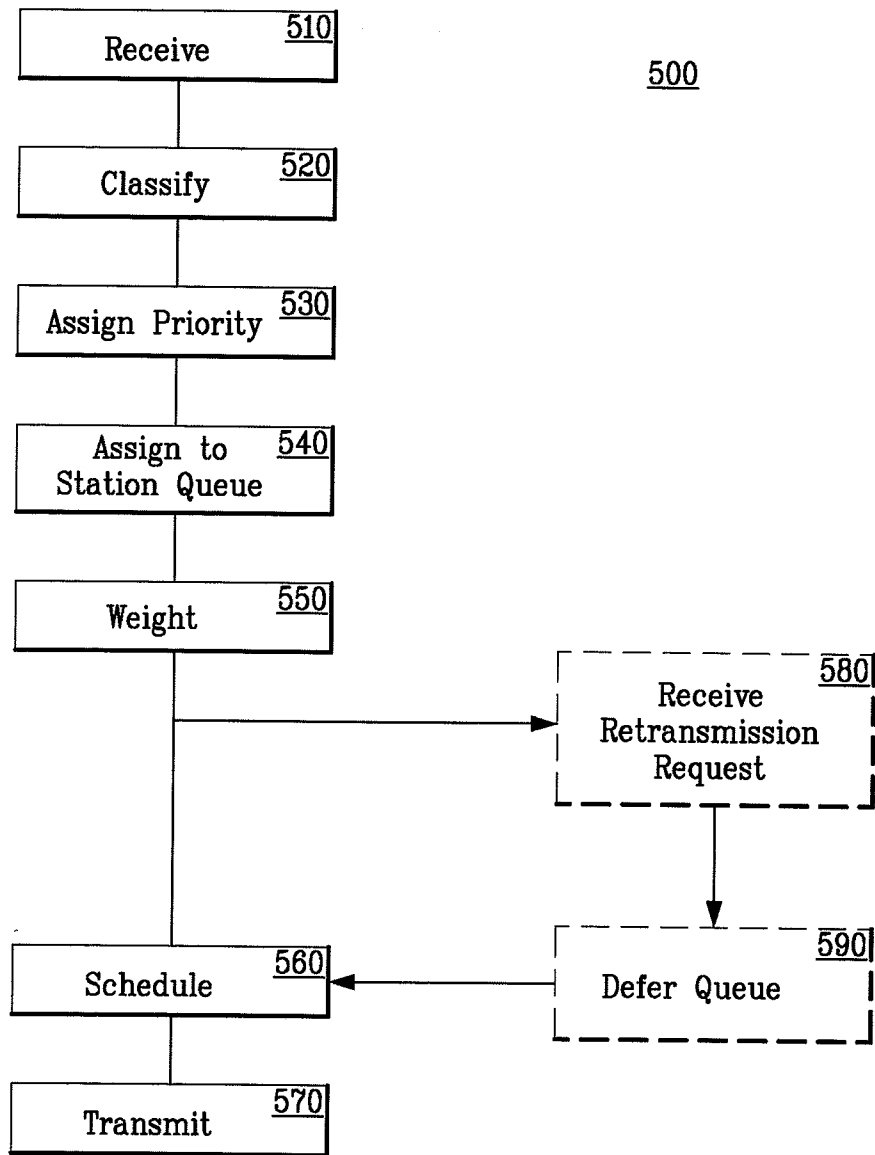 510
Receive
500
520
Classify
530
Assign Priority
540
Assign to
Station Queue
550
Weight
580
Receive
Retransmission
Request
560
Schedule
590
Defer Queue
570
Transmit